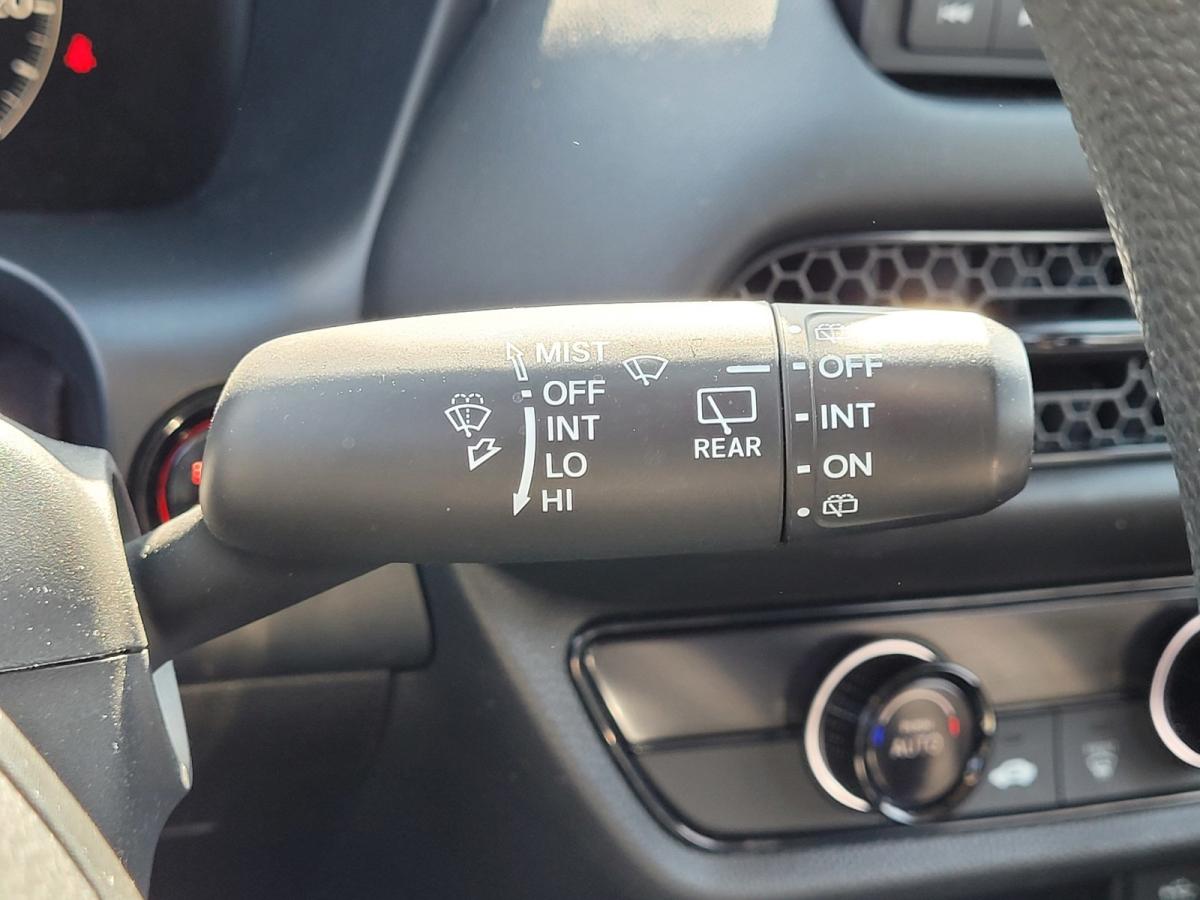 MIST
OFF
INT
LO
HI
REAR
OFF
INT
ON
AUTO